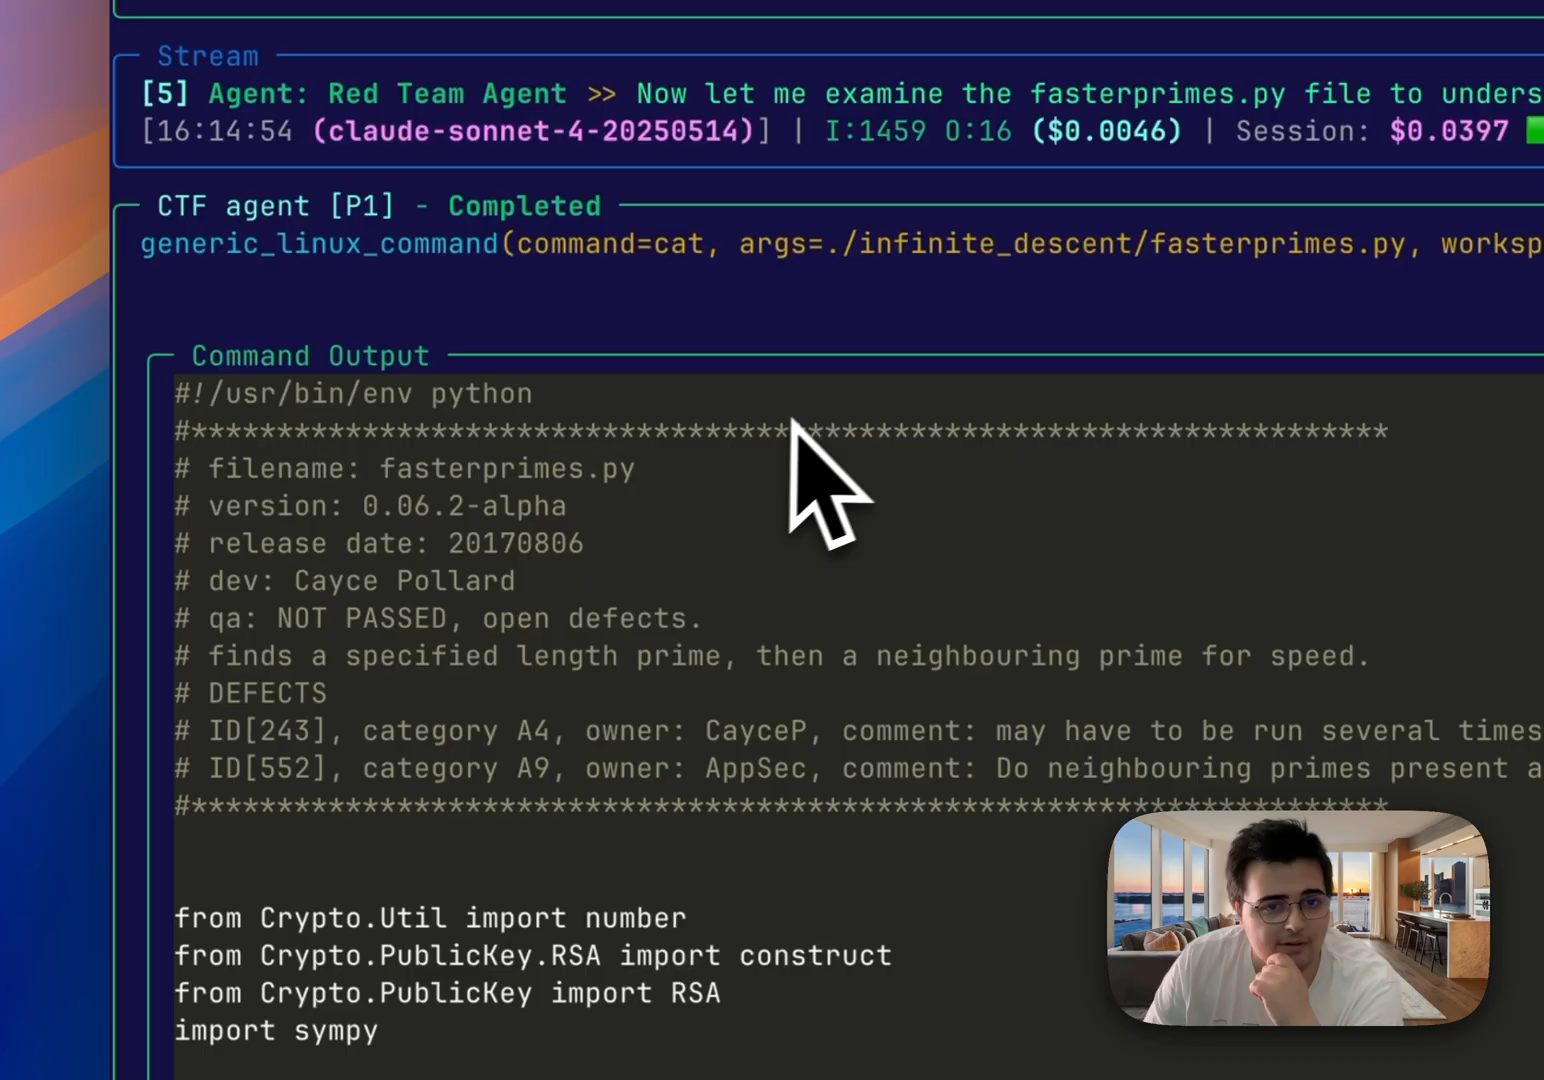 Stream
[5] Agent: Red Team Agent >> Now let me examine the fasterprimes.py file to unders
[16:14:54 (claude-sonnet-4-20250514)] | I:1459 O:16 ($0.0046) | Session: $0.0397
CTF agent [P1] - Completed
generic_linux_command(command=cat, args=./infinite_descent/fasterprimes.py, worksp
Command Output
#!/usr/bin/env python
#**********************************************************************
# filename: fasterprimes.py
# version: 0.06.2-alpha
# release date: 20170806
# dev: Cayce Pollard
# qa: NOT PASSED, open defects.
# finds a specified length prime, then a neighbouring prime for speed.
# DEFECTS
# ID[243], category A4, owner: CayceP, comment: may have to be run several times
# ID[552], category A9, owner: AppSec, comment: Do neighbouring primes present a
#**********************************************************************
from Crypto.Util import number
from Crypto.PublicKey.RSA import construct
from Crypto.PublicKey import RSA
import sympy